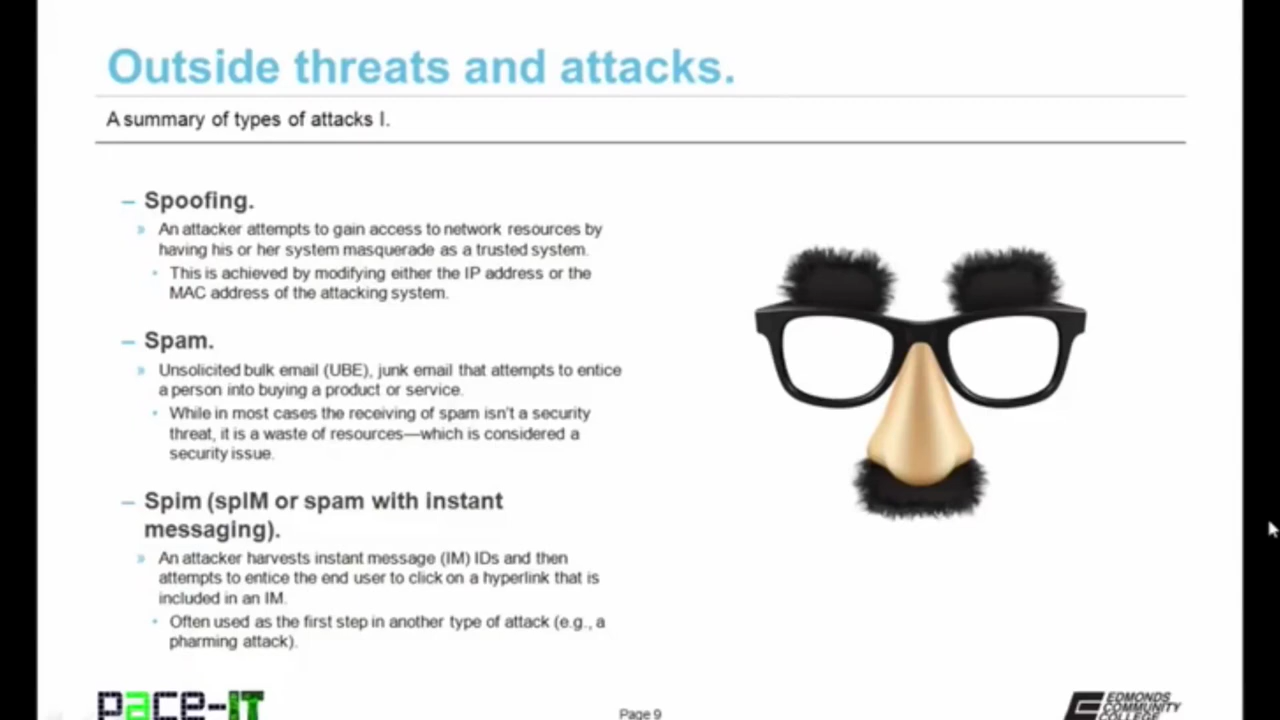 Outside threats and attacks.
A summary of types of attacks I.
– Spoofing.
» An attacker attempts to gain access to network resources by
having his or her system masquerade as a trusted system.
• This is achieved by modifying either the IP address or the
MAC address of the attacking system.
– Spam.
» Unsolicited bulk email (UBE), junk email that attempts to entice
a person into buying a product or service.
• While in most cases the receiving of spam isn't a security
threat, it is a waste of resources—which is considered a
security issue.
– Spim (spIM or spam with instant
messaging).
» An attacker harvests instant message (IM) IDs and then
attempts to entice the end user to click on a hyperlink that is
included in an IM.
• Often used as the first step in another type of attack (e.g., a
pharming attack).
pace-IT
Page 9
EDMONDS
COMMUNITY
COLLEGE